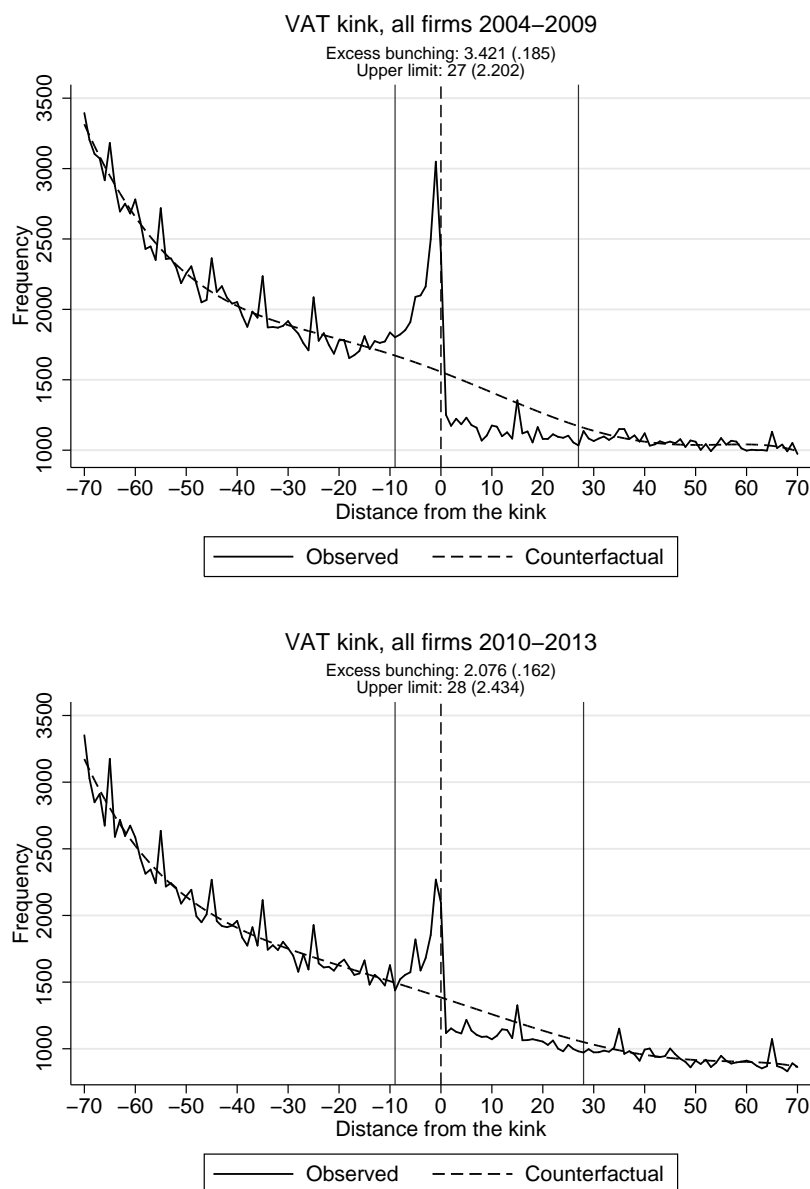 VAT kink, all firms 2004−2009
Excess bunching: 3.421 (.185)
Upper limit: 27 (2.202)
3500
3000
2500
2000
1500
1000
Frequency
−70 −60 −50 −40 −30 −20 −10 0 10 20 30 40 50 60 70
Distance from the kink
Observed Counterfactual
VAT kink, all firms 2010−2013
Excess bunching: 2.076 (.162)
Upper limit: 28 (2.434)
3500
3000
2500
2000
1500
1000
Frequency
−70 −60 −50 −40 −30 −20 −10 0 10 20 30 40 50 60 70
Distance from the kink
Observed Counterfactual